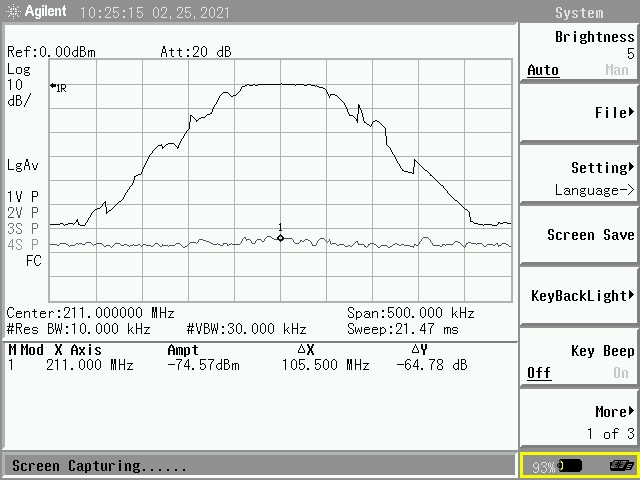 Agilent 10:25:15 02,25,2021 System
Ref:0.00dBm Att:20 dB
Log
10
dB/
1R
LgAv
1V P
2V P
3S P
4S P
FC
1
Center:211.000000 MHz Span:500.000 kHz
#Res BW:10.000 kHz #VBW:30.000 kHz Sweep:21.47 ms
M Mod X Axis Ampt ΔX ΔY
1 211.000 MHz -74.57dBm 105.500 MHz -64.78 dB
Screen Capturing......
Brightness
5
Auto Man
File
Setting
Language->
Screen Save
KeyBackLight
Key Beep
Off On
More
1 of 3
93%